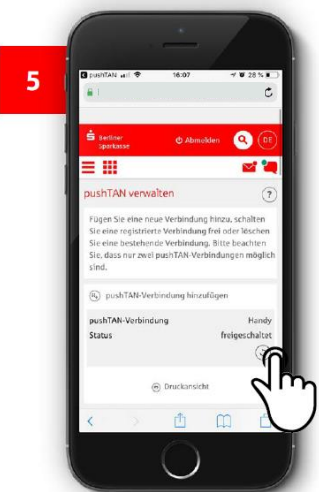 5
pushTAN
16:07
28 %
Berliner
Sparkasse
Abmelden
DE
pushTAN verwalten
?
Fügen Sie eine neue Verbindung hinzu, schalten
Sie eine registrierte Verbindung frei oder löschen
Sie eine bestehende Verbindung. Bitte beachten
Sie, dass nur zwei pushTAN-Verbindungen möglich
sind.
pushTAN-Verbindung hinzufügen
pushTAN-Verbindung Handy
Status freigeschaltet
Druckansicht